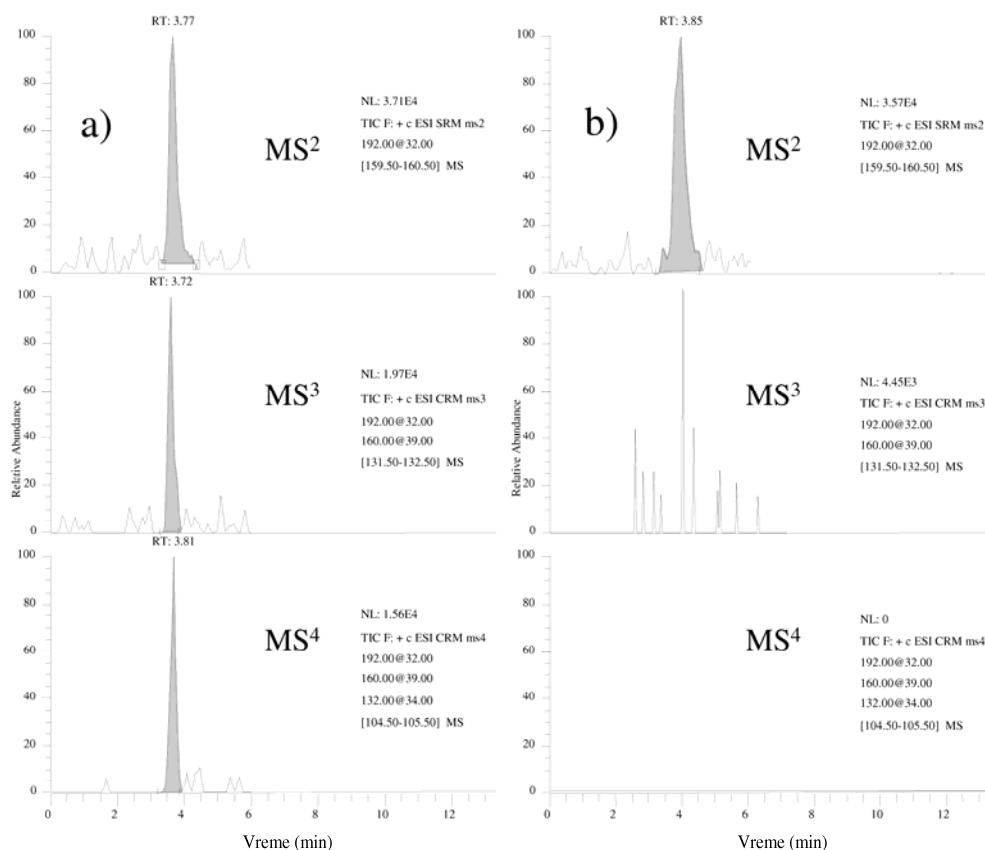 RT: 3.77
100
80
60
40
20
0
a)
MS²
NL: 3.71E4
TIC F: + c ESI SRM ms2
192.00@32.00
[159.50-160.50] MS
RT: 3.72
100
80
60
40
20
0
Relative Abundance
MS³
NL: 1.97E4
TIC F: + c ESI CRM ms3
192.00@32.00
160.00@39.00
[131.50-132.50] MS
RT: 3.81
100
80
60
40
20
0
MS⁴
NL: 1.56E4
TIC F: + c ESI CRM ms4
192.00@32.00
160.00@39.00
132.00@34.00
[104.50-105.50] MS
0 2 4 6 8 10 12
Vreme (min)
RT: 3.85
100
80
60
40
20
0
b)
MS²
NL: 3.57E4
TIC F: + c ESI SRM ms2
192.00@32.00
[159.50-160.50] MS
100
80
60
40
20
0
Relative Abundance
MS³
NL: 4.45E3
TIC F: + c ESI CRM ms3
192.00@32.00
160.00@39.00
[131.50-132.50] MS
100
80
60
40
20
0
MS⁴
NL: 0
TIC F: + c ESI CRM ms4
192.00@32.00
160.00@39.00
132.00@34.00
[104.50-105.50] MS
0 2 4 6 8 10 12
Vreme (min)